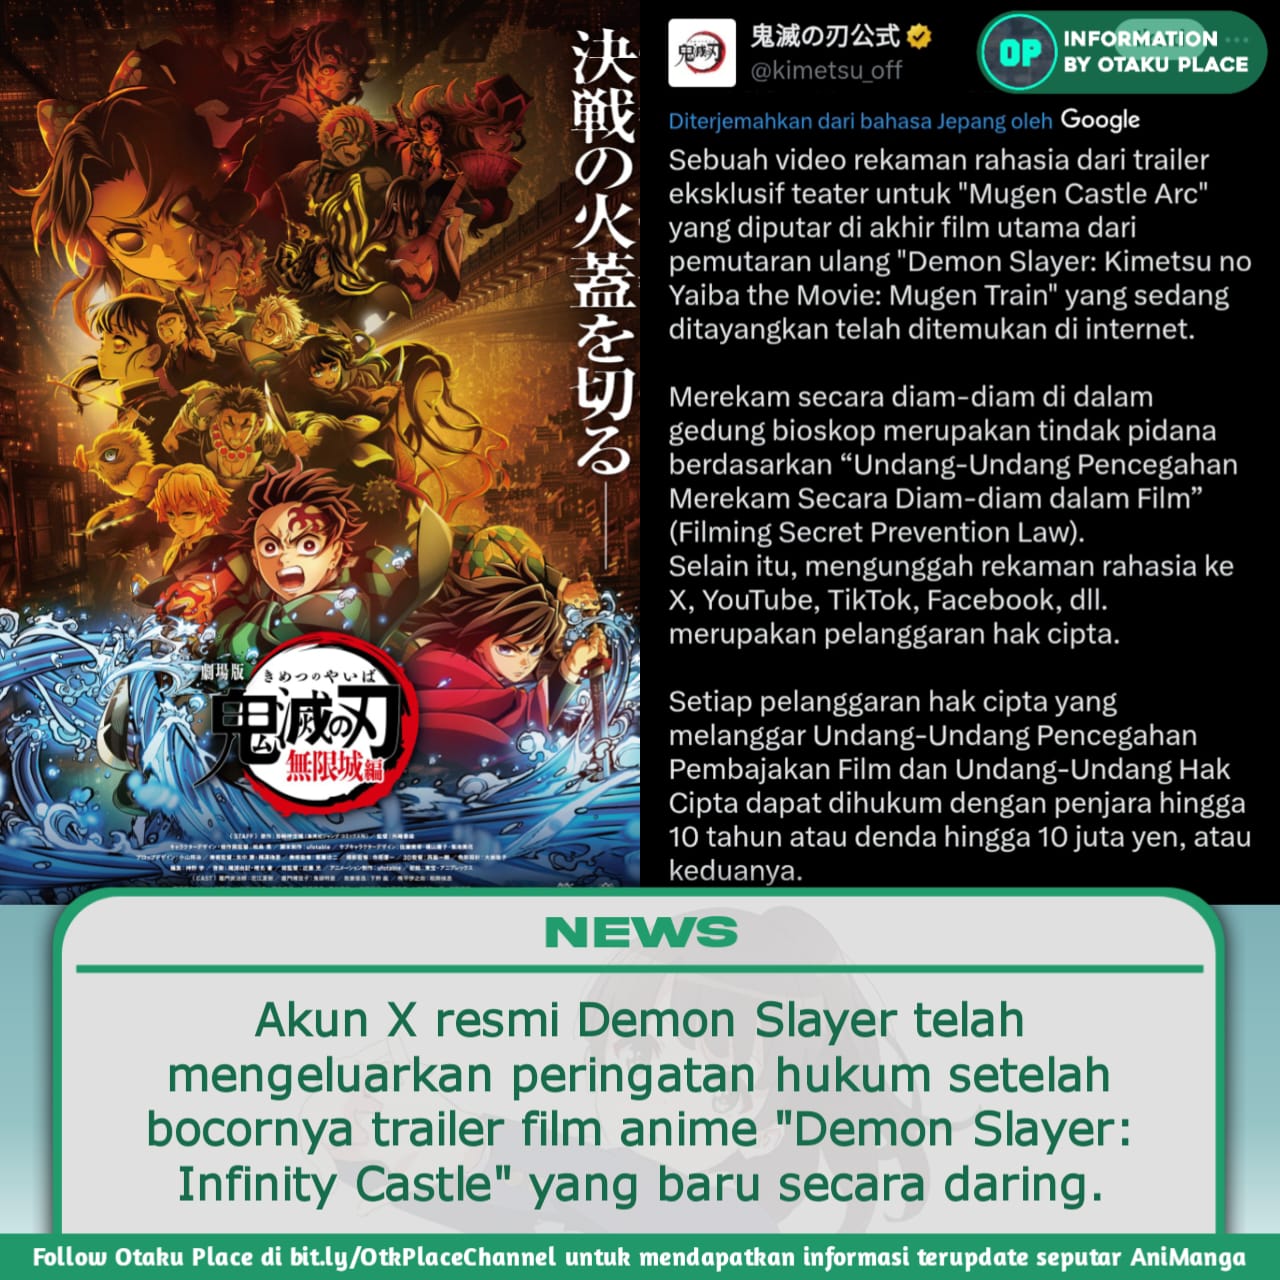 決戦の火蓋を切る
劇場版
きめつのやいば
鬼滅の刃
無限城編
鬼滅の刃
鬼滅の刃公式
@kimetsu_off
OP
INFORMATION
BY OTAKU PLACE
Diterjemahkan dari bahasa Jepang oleh Google
Sebuah video rekaman rahasia dari trailer
eksklusif teater untuk "Mugen Castle Arc"
yang diputar di akhir film utama dari
pemutaran ulang "Demon Slayer: Kimetsu no
Yaiba the Movie: Mugen Train" yang sedang
ditayangkan telah ditemukan di internet.
Merekam secara diam-diam di dalam
gedung bioskop merupakan tindak pidana
berdasarkan “Undang-Undang Pencegahan
Merekam Secara Diam-diam dalam Film”
(Filming Secret Prevention Law).
Selain itu, mengunggah rekaman rahasia ke
X, YouTube, TikTok, Facebook, dll.
merupakan pelanggaran hak cipta.
Setiap pelanggaran hak cipta yang
melanggar Undang-Undang Pencegahan
Pembajakan Film dan Undang-Undang Hak
Cipta dapat dihukum dengan penjara hingga
10 tahun atau denda hingga 10 juta yen, atau
keduanya.
NEWS
Akun X resmi Demon Slayer telah
mengeluarkan peringatan hukum setelah
bocornya trailer film anime "Demon Slayer:
Infinity Castle" yang baru secara daring.
Follow Otaku Place di bit.ly/OtkPlaceChannel untuk mendapatkan informasi terupdate seputar AniManga